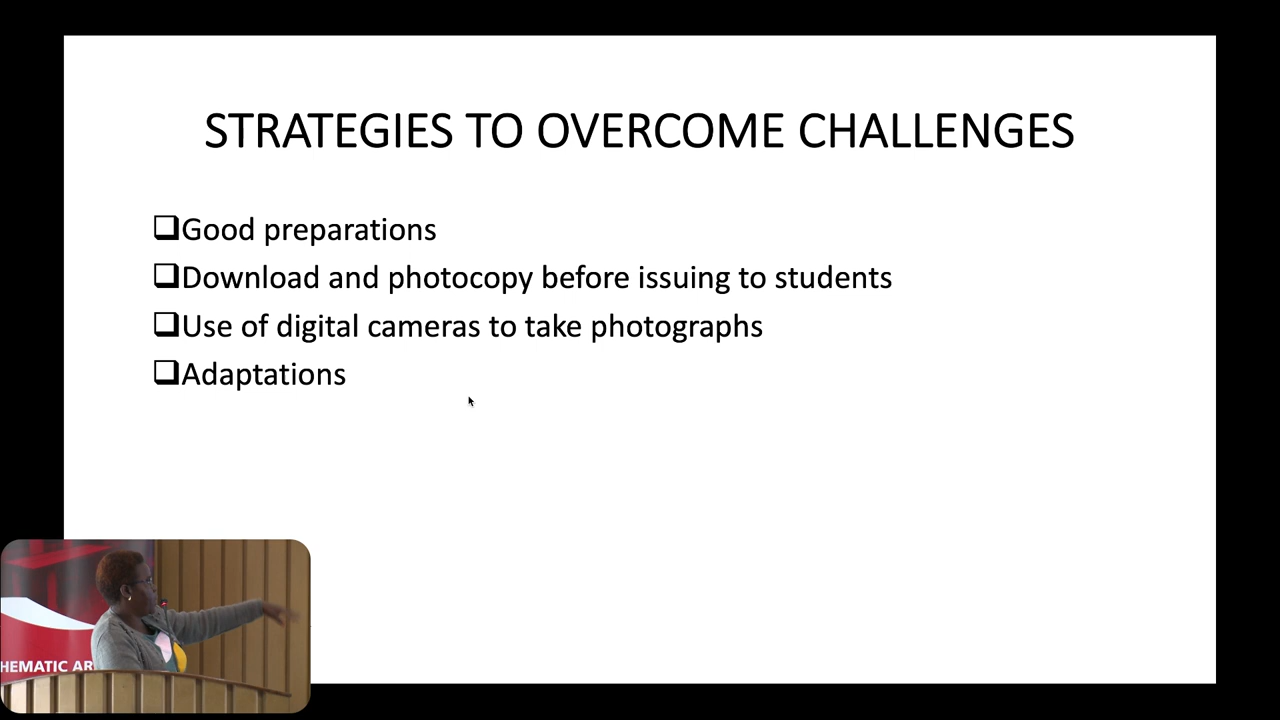 STRATEGIES TO OVERCOME CHALLENGES
❑Good preparations
❑Download and photocopy before issuing to students
❑Use of digital cameras to take photographs
❑Adaptations
HEMATIC AR